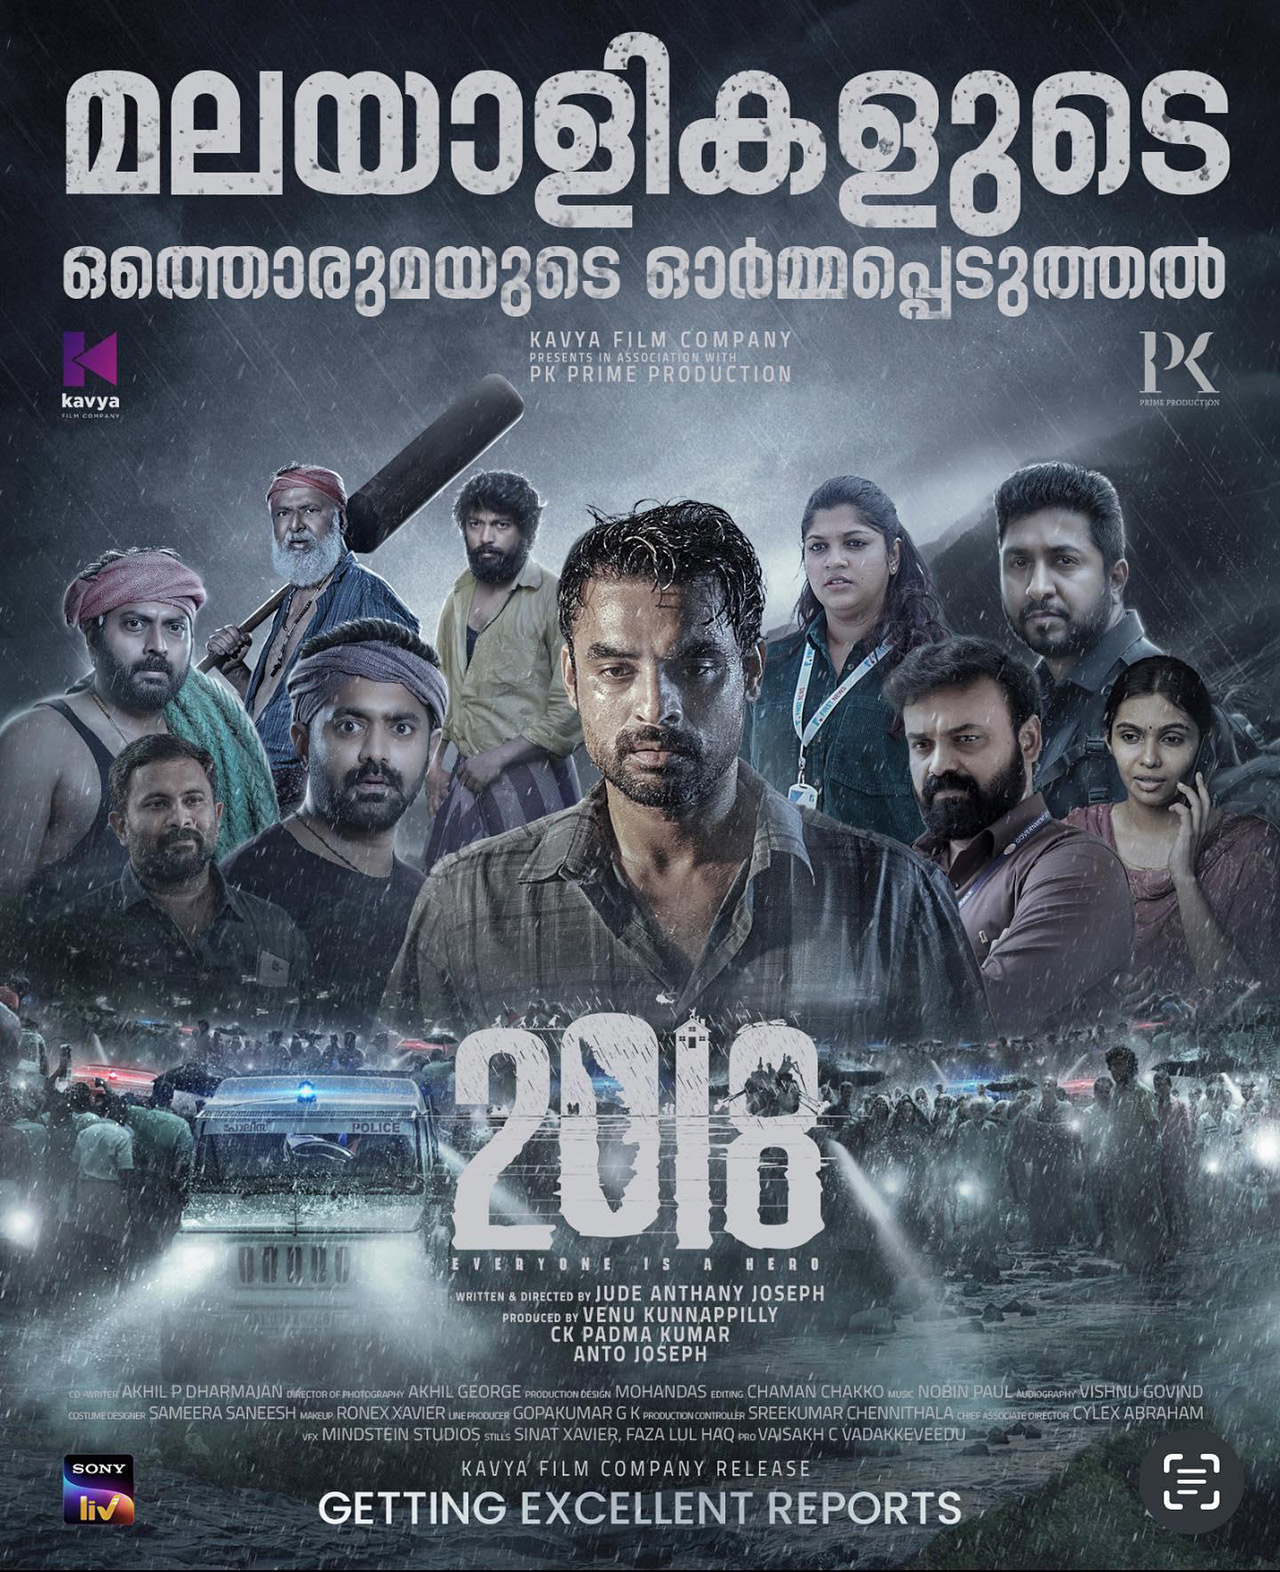 മലയാളികളുടെ
ഒത്തൊരുമയുടെ ഓർമ്മപ്പെടുത്തൽ
KAVYA FILM COMPANY
PRESENTS IN ASSOCIATION WITH
PK PRIME PRODUCTION
kavya
FILM COMPANY
PK
PRIME PRODUCTION
പോലീസ് POLICE
2018
EVERYONE IS A HERO
WRITTEN & DIRECTED BY JUDE ANTHANY JOSEPH
PRODUCED BY VENU KUNNAPPILLY
CK PADMA KUMAR
ANTO JOSEPH
CO-WRITER AKHIL P DHARMAJAN DIRECTOR OF PHOTOGRAPHY AKHIL GEORGE PRODUCTION DESIGN MOHANDAS EDITING CHAMAN CHAKKO MUSIC NOBIN PAUL AUDIOGRAPHY VISHNU GOVIND
COSTUME DESIGNER SAMEERA SANEESH MAKEUP RONEX XAVIER LINE PRODUCER GOPAKUMAR G K PRODUCTION CONTROLLER SREEKUMAR CHENNITHALA CHIEF ASSOCIATE DIRECTOR CYLEX ABRAHAM
VFX MINDSTEIN STUDIOS STILLS SINAT XAVIER, FAZA LUL HAQ PRO VAISAKH C VADAKKEVEEDU
KAVYA FILM COMPANY RELEASE
SONY
liv
GETTING EXCELLENT REPORTS